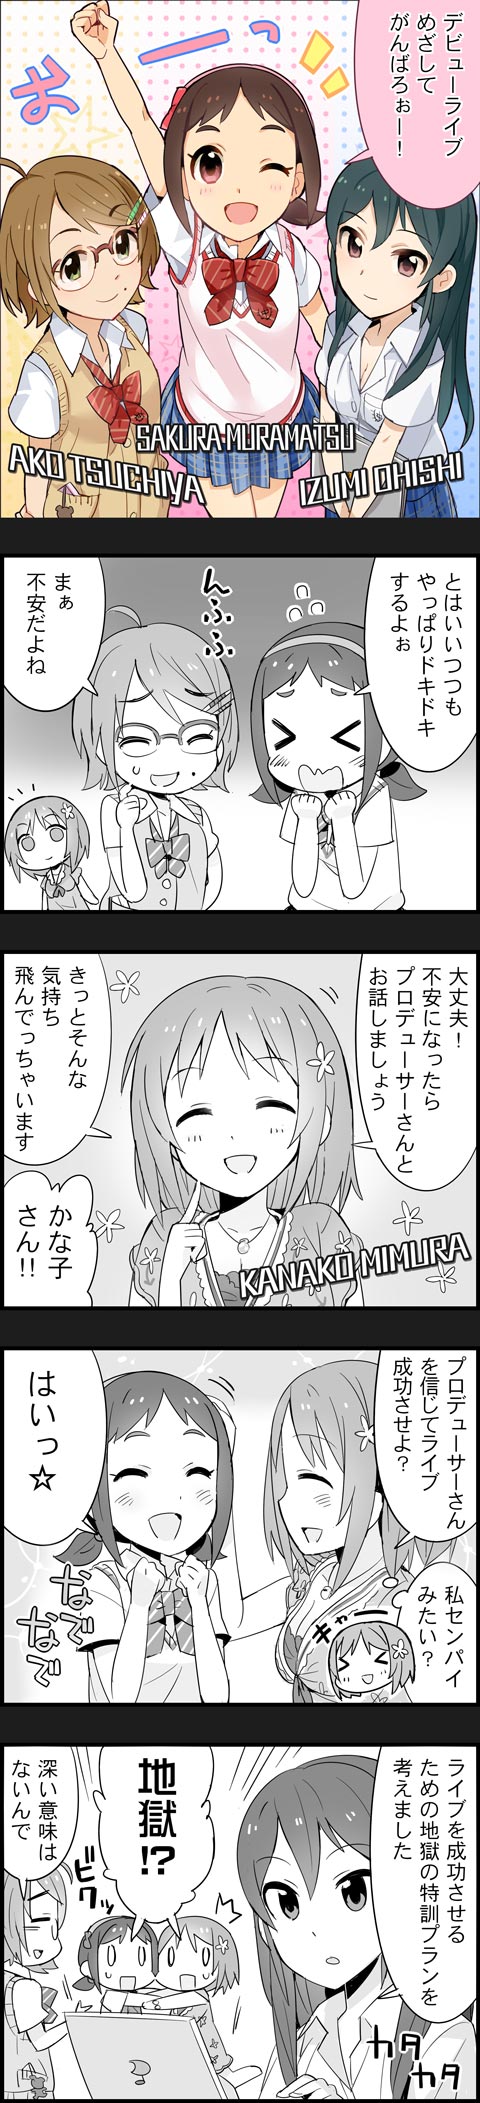 デビューライブ
めざして
がんばろぉー！
おーっ
SAKURA MURAMATSU
AKO TSUCHIYA
IZUMI OHISHI
とはいいつつも
やっぱりドキドキ
するよぉ
んふふ
まぁ
不安だよね
大丈夫！
不安になったら
プロデューサーさんと
お話しましょう
きっとそんな
気持ち
飛んでっちゃいます
かな子
さん!!
KANAKO MIMURA
プロデューサーさん
を信じてライブ
成功させよ？
私センパイ
みたい？
キャー
はいっ☆
なで
なで
ライブを成功させる
ための地獄の特訓プランを
考えました
カタ
カタ
地獄!?
ビクッ
深い意味は
ないんで